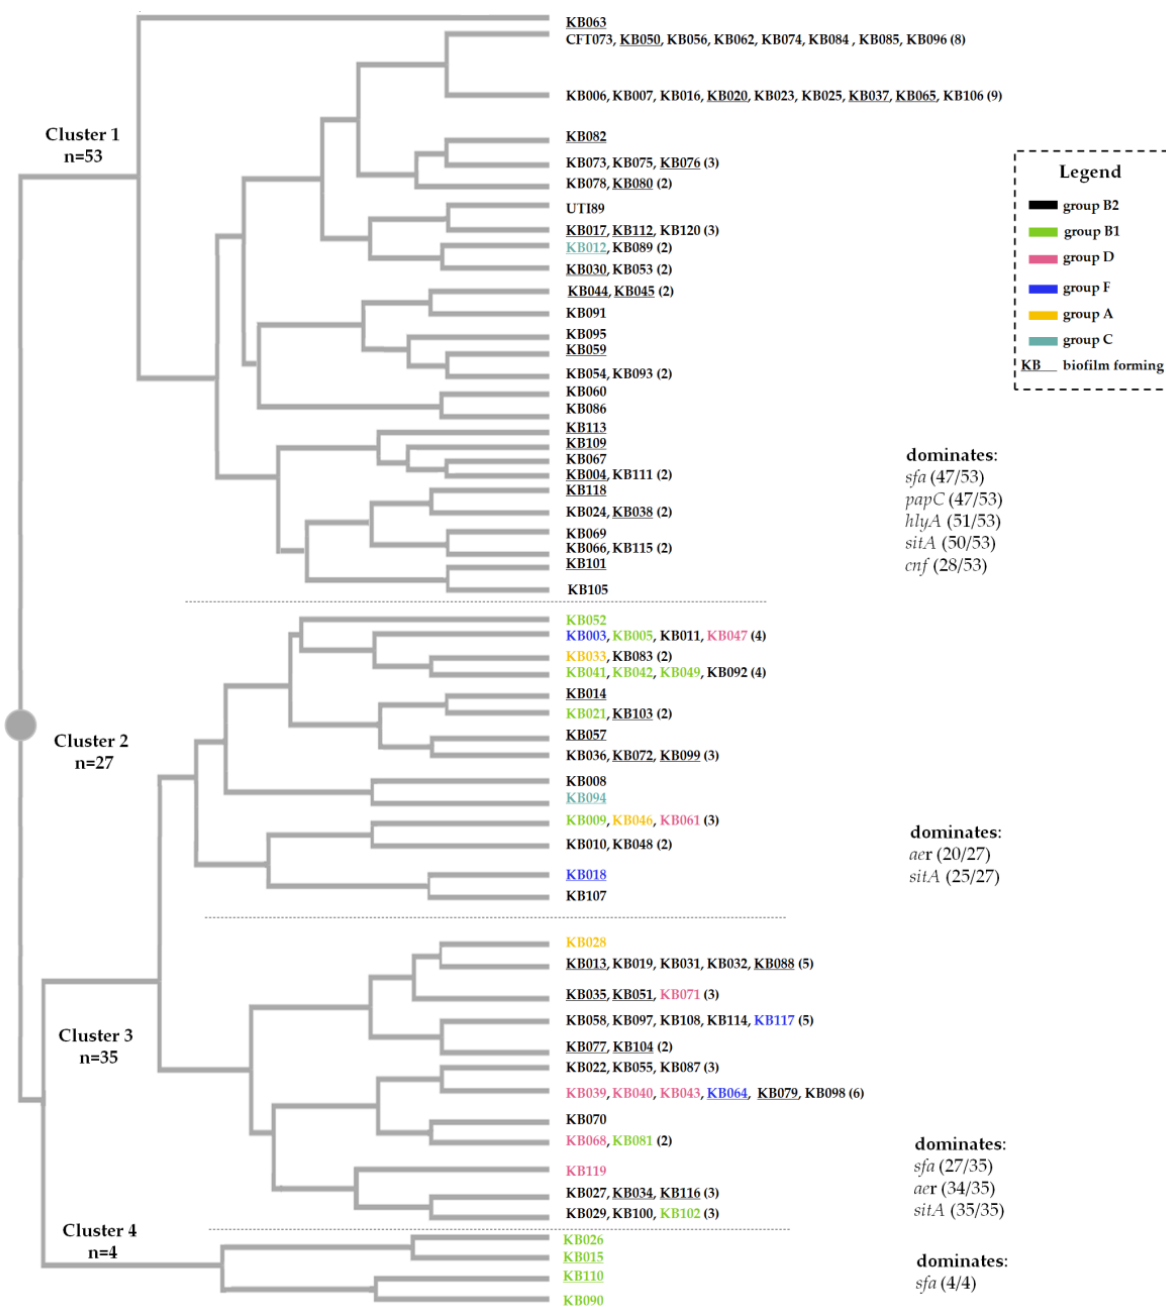 KB063
CFT073, KB050, KB056, KB062, KB074, KB084 , KB085, KB096 (8)
KB006, KB007, KB016, KB020, KB023, KB025, KB037, KB065, KB106 (9)
Cluster 1
n=53
KB082
KB073, KB075, KB076 (3)
KB078, KB080 (2)
UTI89
KB017, KB112, KB120 (3)
KB012, KB089 (2)
KB030, KB053 (2)
KB044, KB045 (2)
KB091
KB095
KB059
KB054, KB093 (2)
KB060
KB086
KB113
KB109
KB067
KB004, KB111 (2)
KB118
KB024, KB038 (2)
KB069
KB066, KB115 (2)
KB101
KB105
Legend
group B2
group B1
group D
group F
group A
group C
KB__ biofilm forming
dominates:
sfa (47/53)
papC (47/53)
hlyA (51/53)
sitA (50/53)
cnf (28/53)
KB052
KB003, KB005, KB011, KB047 (4)
KB033, KB083 (2)
KB041, KB042, KB049, KB092 (4)
KB014
KB021, KB103 (2)
Cluster 2
n=27
KB057
KB036, KB072, KB099 (3)
KB008
KB094
KB009, KB046, KB061 (3)
KB010, KB048 (2)
KB018
KB107
dominates:
aer (20/27)
sitA (25/27)
KB028
KB013, KB019, KB031, KB032, KB088 (5)
KB035, KB051, KB071 (3)
KB058, KB097, KB108, KB114, KB117 (5)
Cluster 3
n=35
KB077, KB104 (2)
KB022, KB055, KB087 (3)
KB039, KB040, KB043, KB064, KB079, KB098 (6)
KB070
KB068, KB081 (2)
KB119
KB027, KB034, KB116 (3)
KB029, KB100, KB102 (3)
dominates:
sfa (27/35)
aer (34/35)
sitA (35/35)
Cluster 4
n=4
KB026
KB015
KB110
KB090
dominates:
sfa (4/4)